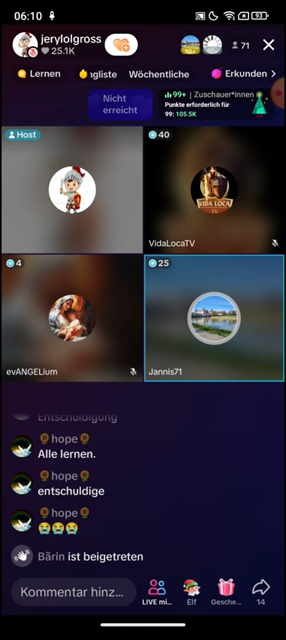 06:10
93
jerylolgross
25.1K
71
Lernen
ngliste
Wöchentliche
Erkunden
Nicht erreicht
99+ | Zuschauer*innen
Punkte erforderlich für
99: 105.5K
Host
40
VIDA LOCA
VidaLocaTV
4
25
evANGELium
Jannis71
Entschuldigung
hope
Alle lernen.
hope
entschuldige
hope
😭😭😭
Bärin ist beigetreten
Kommentar hinz...
LIVE mi...
Elf
Gesche...
14